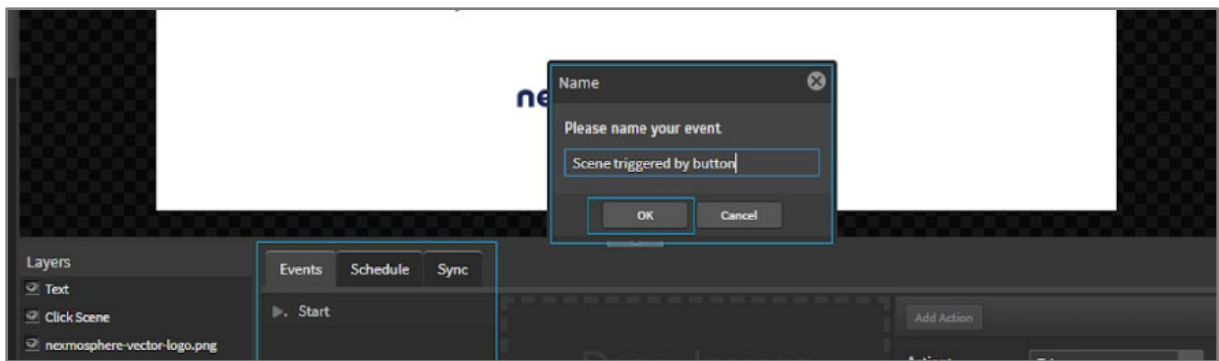 ne
Name
Please name your event
Scene triggered by button
OK Cancel
Layers
Text
Click Scene
nexmosphere-vector-logo.png
Events Schedule Sync
Start
Add Action